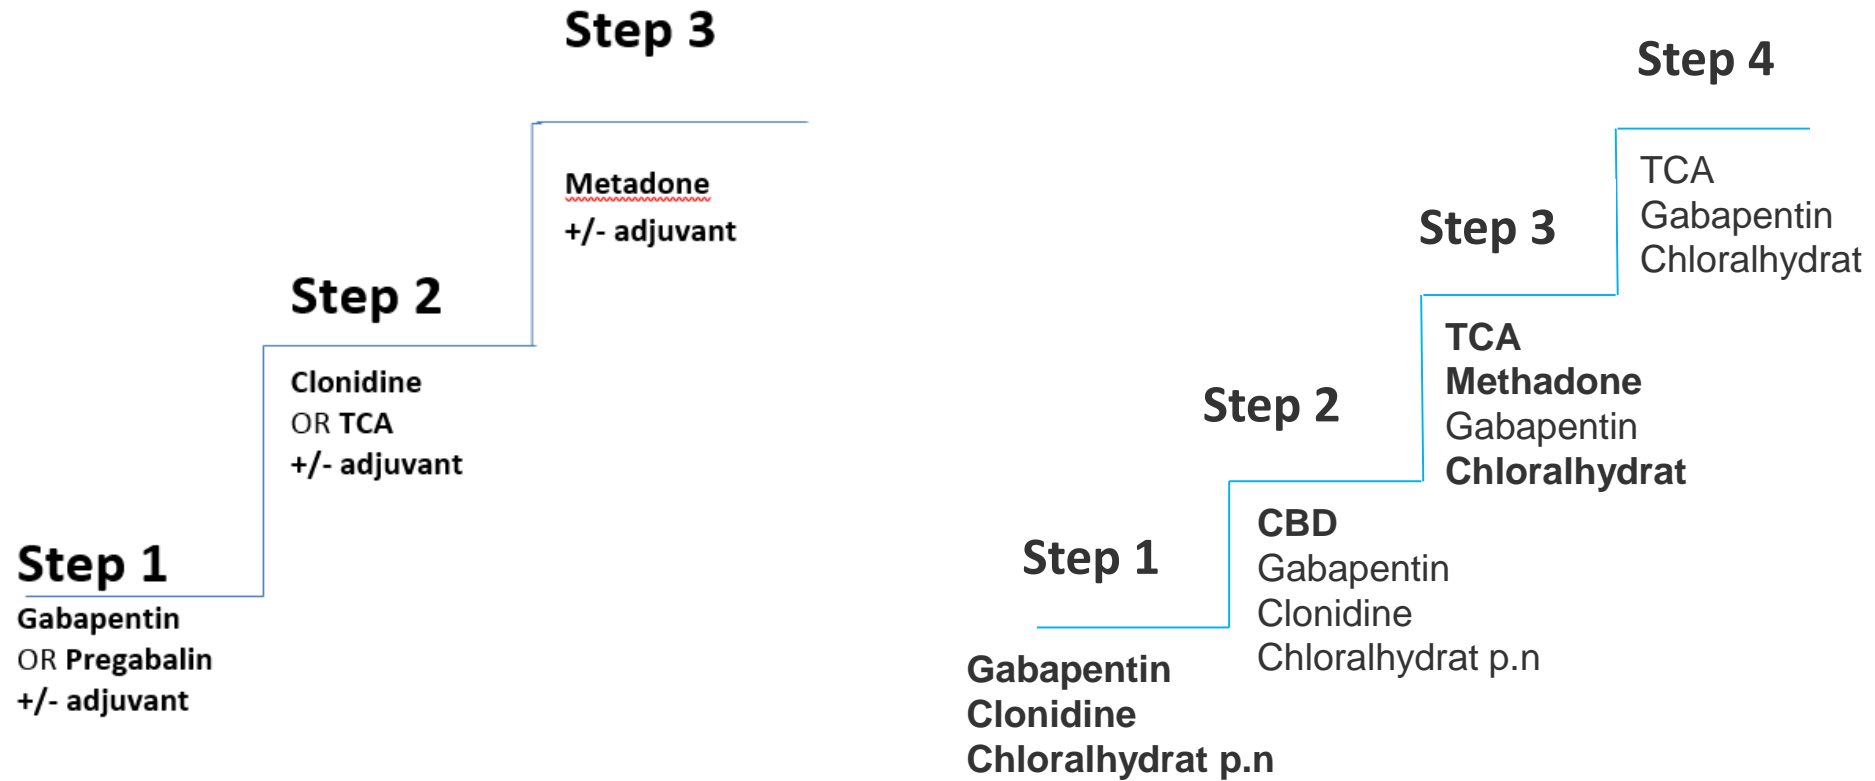 Step 3
Metadone
+/- adjuvant
Step 2
Clonidine
OR TCA
+/- adjuvant
Step 1
Gabapentin
OR Pregabalin
+/- adjuvant
Step 4
TCA
Gabapentin
Chloralhydrat
Step 3
TCA
Methadone
Gabapentin
Chloralhydrat
Step 2
CBD
Gabapentin
Clonidine
Chloralhydrat p.n
Step 1
Gabapentin
Clonidine
Chloralhydrat p.n